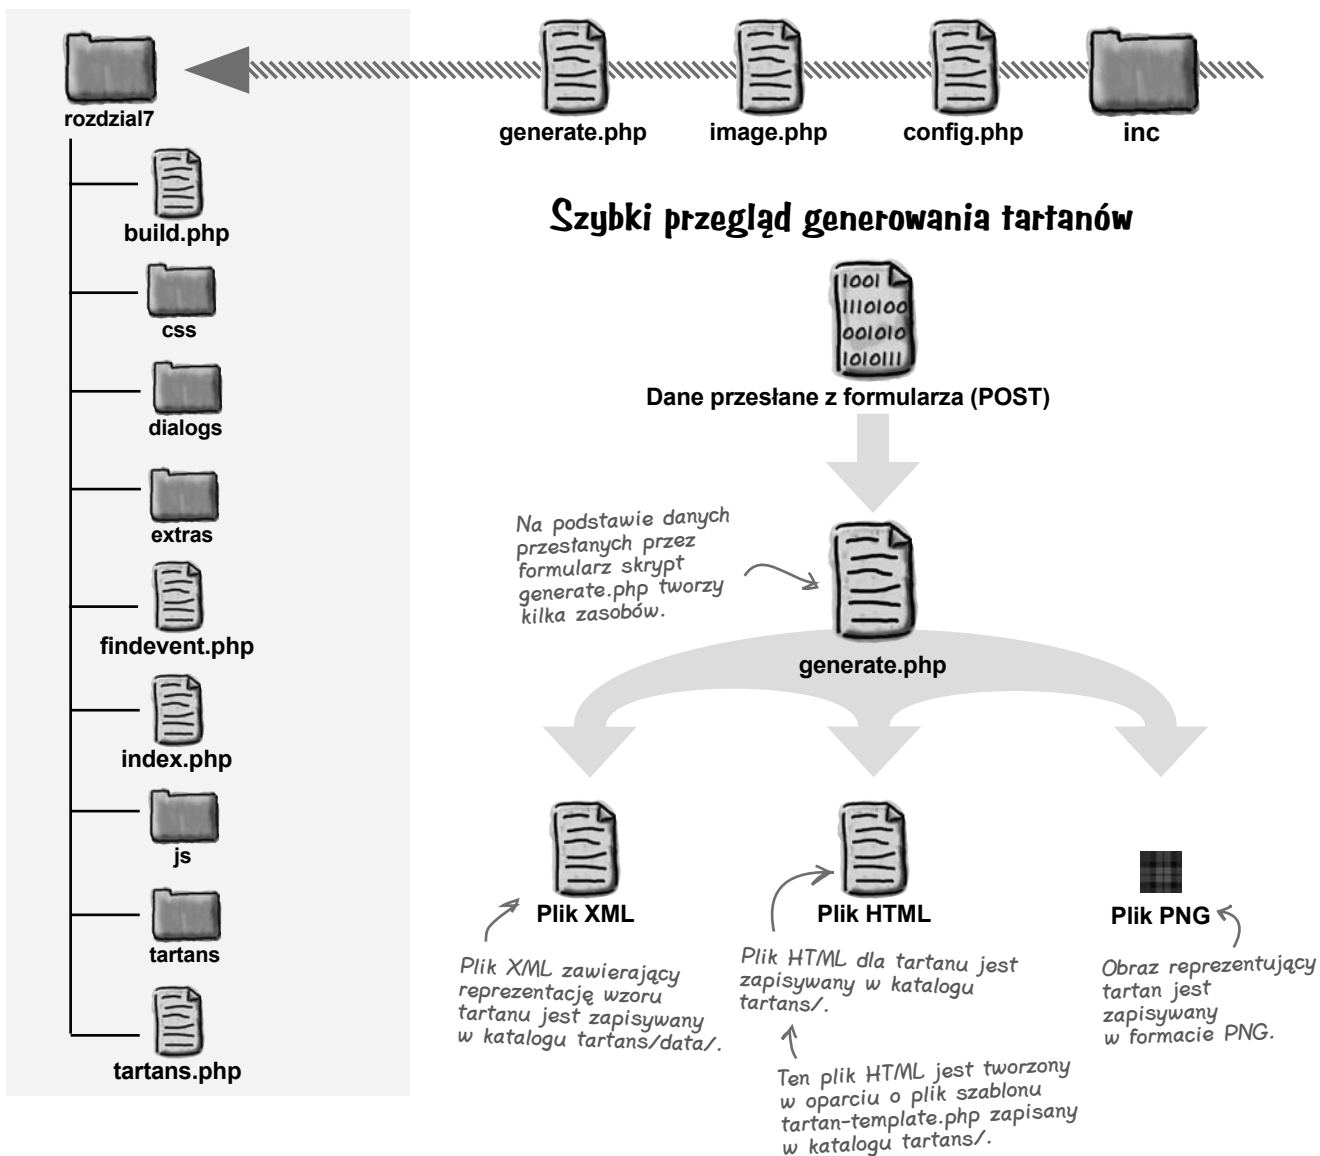 rozdzial7
build.php
css
dialogs
extras
findevent.php
index.php
js
tartans
tartans.php
generate.php
image.php
config.php
inc
Szybki przegląd generowania tartanów
1001
1110100
001010
1010111
Dane przesłane z formularza (POST)
Na podstawie danych
przesłanych przez
formularz skrypt
generate.php tworzy
kilka zasobów.
generate.php
Plik XML
Plik XML zawierający
reprezentację wzoru
tartanu jest zapisywany
w katalogu tartans/data/.
Plik HTML
Plik HTML dla tartanu jest
zapisywany w katalogu
tartans/.
Ten plik HTML jest tworzony
w oparciu o plik szablonu
tartan-template.php zapisany
w katalogu tartans/.
Plik PNG
Obraz reprezentujący
tartan jest
zapisywany
w formacie PNG.